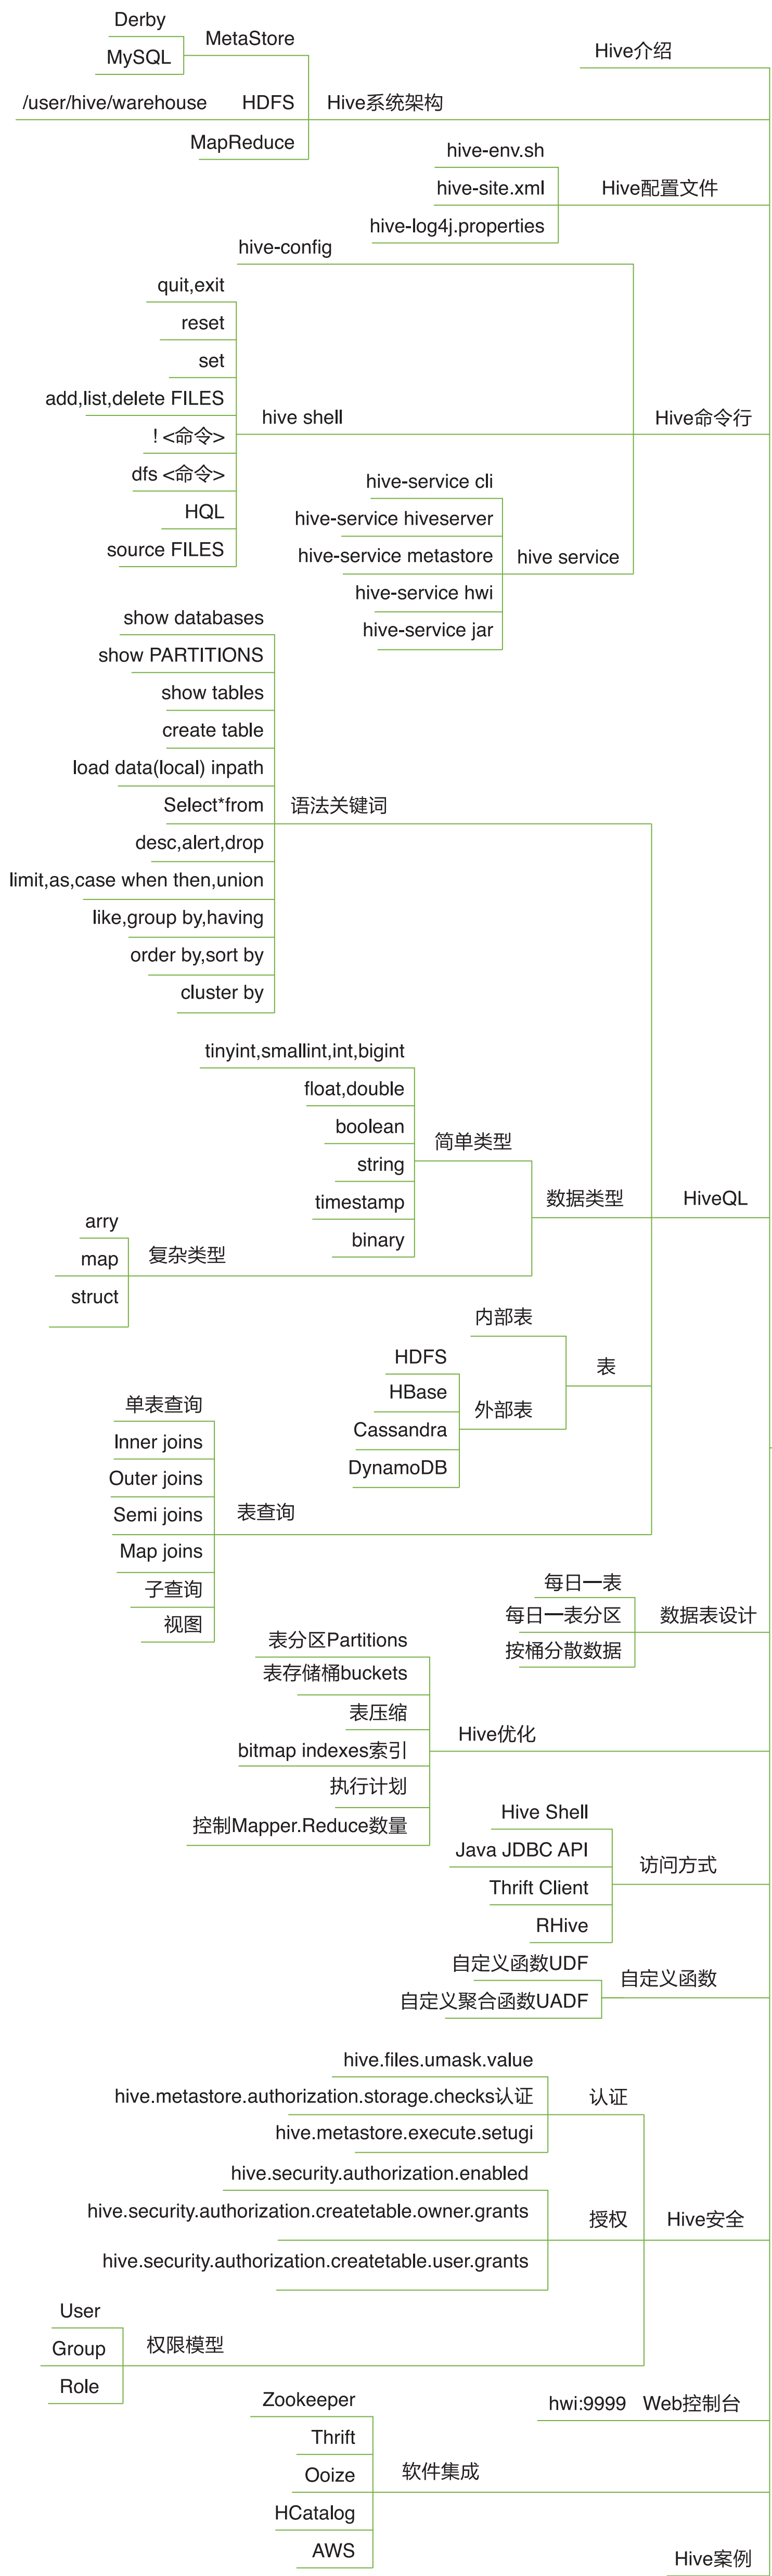 Derby
MySQL
MetaStore
Hive介绍
/user/hive/warehouse HDFS Hive系统架构
MapReduce
hive-env.sh
hive-site.xml Hive配置文件
hive-log4j.properties
hive-config
quit,exit
reset
set
add,list,delete FILES
hive shell Hive命令行
! <命令>
dfs <命令>
HQL
source FILES
hive-service cli
hive-service hiveserver
hive-service metastore hive service
hive-service hwi
hive-service jar
show databases
show PARTITIONS
show tables
create table
load data(local) inpath
Select*from 语法关键词
desc,alert,drop
limit,as,case when then,union
like,group by,having
order by,sort by
cluster by
tinyint,smallint,int,bigint
float,double
boolean
简单类型
string
timestamp 数据类型 HiveQL
binary
arry
map 复杂类型
struct
内部表
HDFS
表
HBase
Cassandra 外部表
DynamoDB
单表查询
Inner joins
Outer joins
Semi joins 表查询
Map joins
子查询
视图
每日一表
每日一表分区 数据表设计
按桶分散数据
表分区Partitions
表存储桶buckets
表压缩
Hive优化
bitmap indexes索引
执行计划
控制Mapper.Reduce数量
Hive Shell
Java JDBC API
访问方式
Thrift Client
RHive
自定义函数UDF
自定义函数
自定义聚合函数UADF
hive.files.umask.value
hive.metastore.authorization.storage.checks认证 认证
hive.metastore.execute.setugi
hive.security.authorization.enabled
hive.security.authorization.createtable.owner.grants 授权 Hive安全
hive.security.authorization.createtable.user.grants
User
Group 权限模型
Role
hwi:9999 Web控制台
Zookeeper
Thrift
Ooize 软件集成
HCatalog
AWS
Hive案例